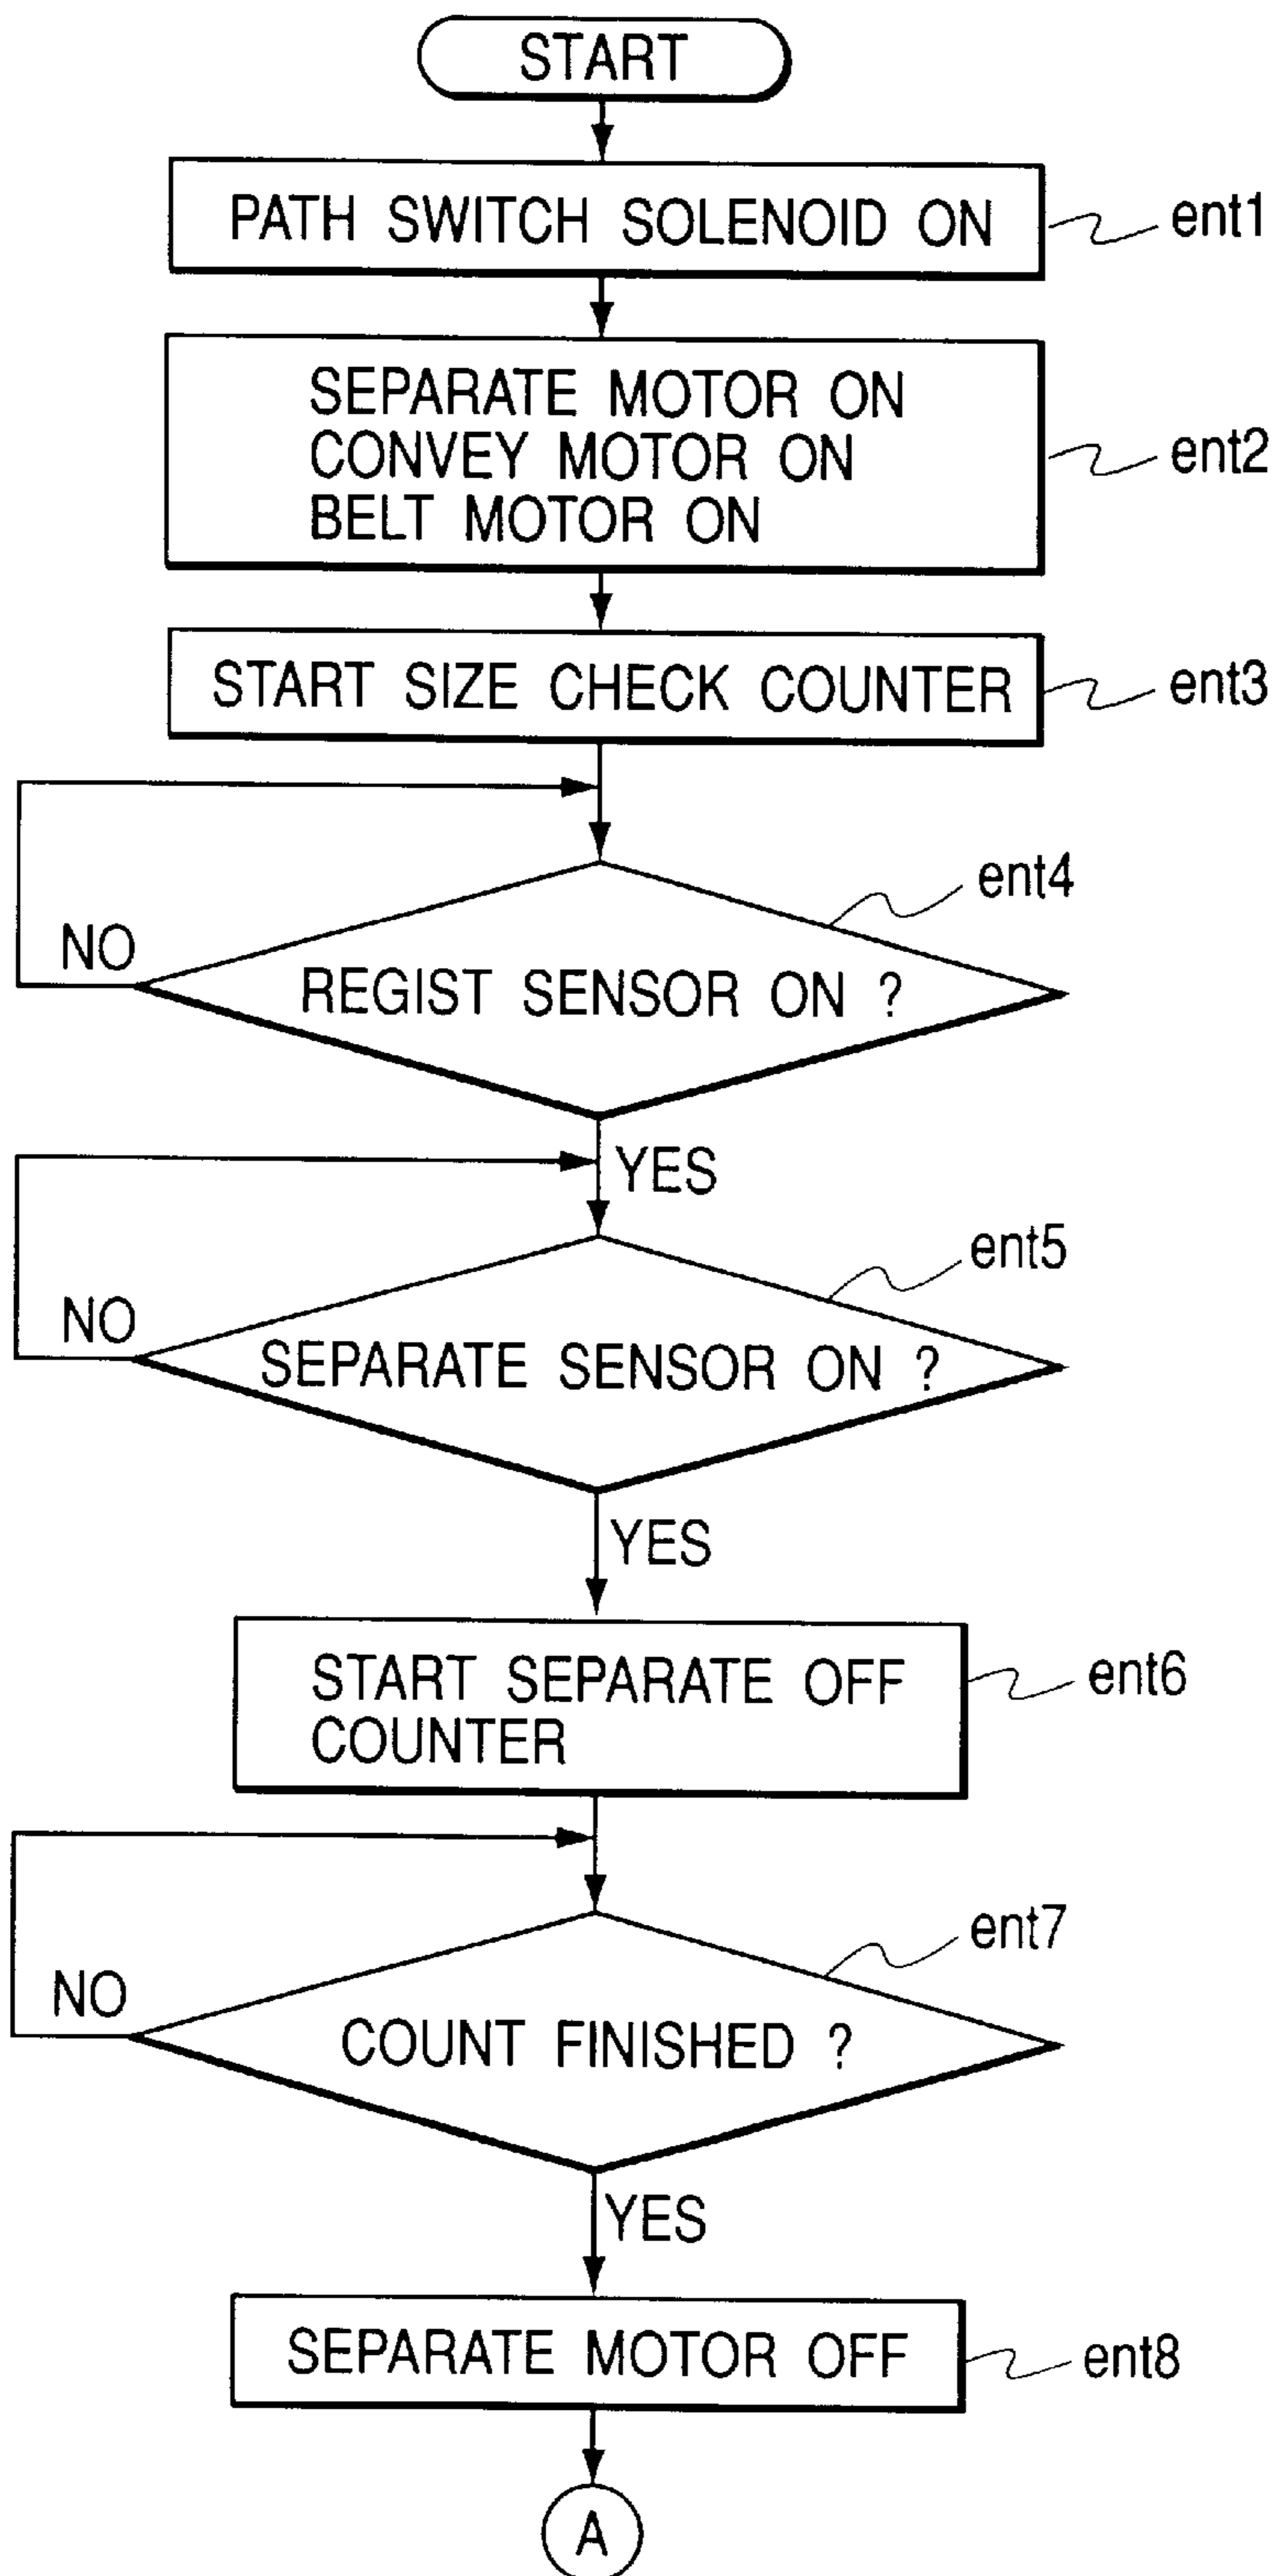 START
PATH SWITCH SOLENOID ON
ent1
SEPARATE MOTOR ON
CONVEY MOTOR ON
BELT MOTOR ON
ent2
START SIZE CHECK COUNTER
ent3
ent4
NO
REGIST SENSOR ON ?
YES
ent5
NO
SEPARATE SENSOR ON ?
YES
START SEPARATE OFF
COUNTER
ent6
ent7
NO
COUNT FINISHED ?
YES
SEPARATE MOTOR OFF
ent8
A